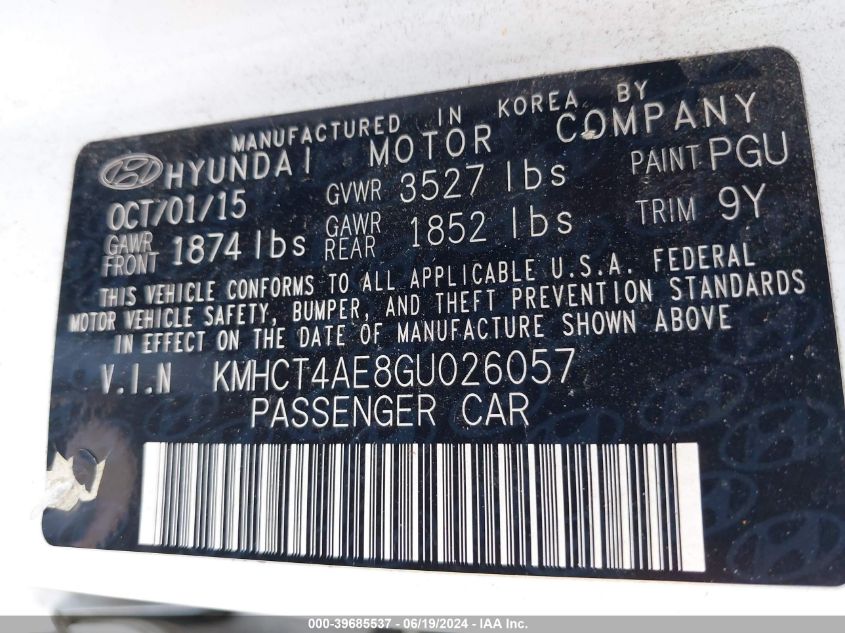 MANUFACTURED IN KOREA BY
HYUNDAI MOTOR COMPANY
OCT/01/15 GVWR 3527 lbs PAINT PGU
GAWR FRONT 1874 lbs GAWR REAR 1852 lbs TRIM 9Y
THIS VEHICLE CONFORMS TO ALL APPLICABLE U.S.A. FEDERAL
MOTOR VEHICLE SAFETY, BUMPER, AND THEFT PREVENTION STANDARDS
IN EFFECT ON THE DATE OF MANUFACTURE SHOWN ABOVE
V.I.N KMHCT4AE8GU026057
PASSENGER CAR
000-39685537 - 06/19/2024 - IAA Inc.